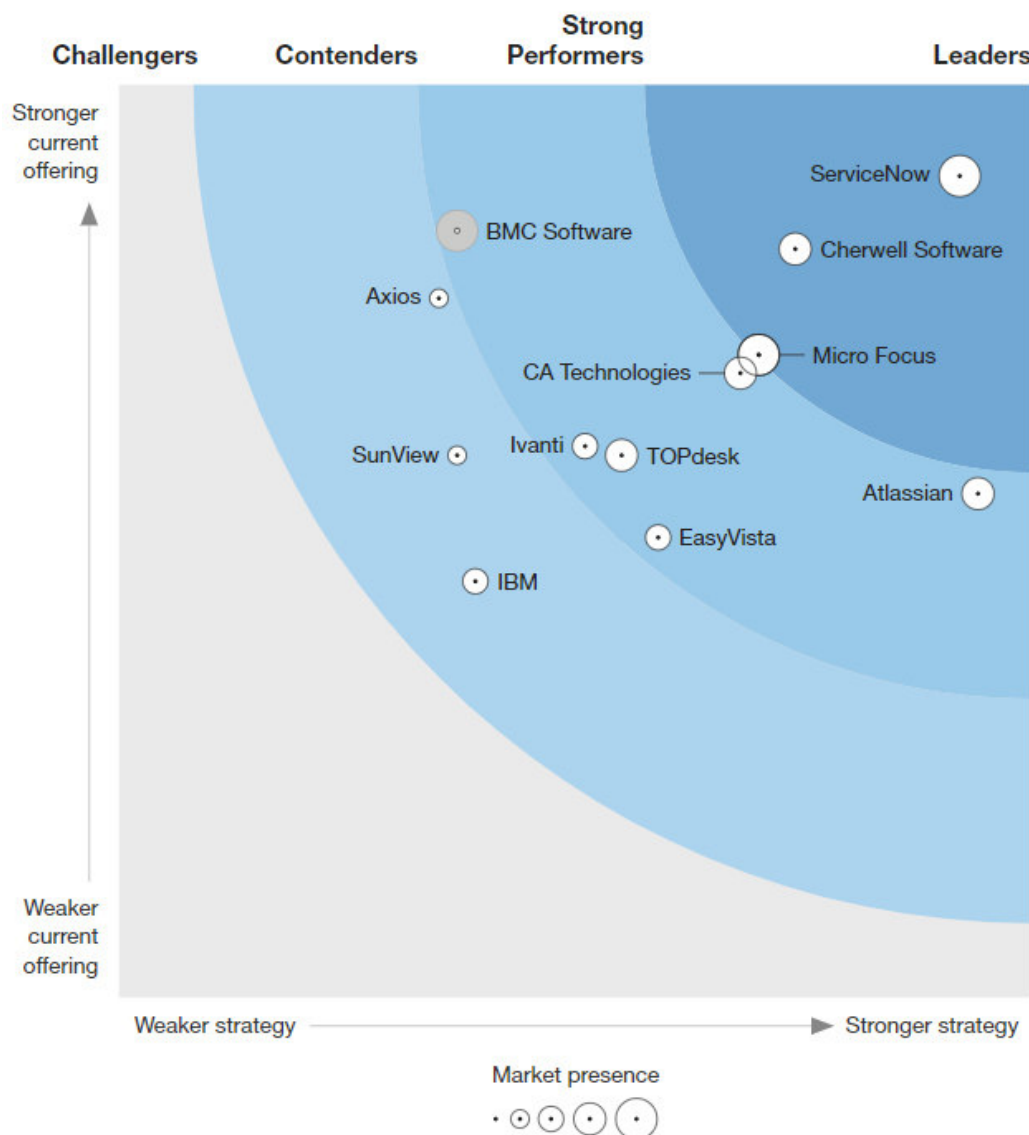 Strong
Challengers Contenders Performers Leaders
Stronger
current
offering
ServiceNow
BMC Software
Cherwell Software
Axios
Micro Focus
CA Technologies
Ivanti
SunView
TOPdesk
Atlassian
EasyVista
IBM
Weaker
current
offering
Weaker strategy Stronger strategy
Market presence